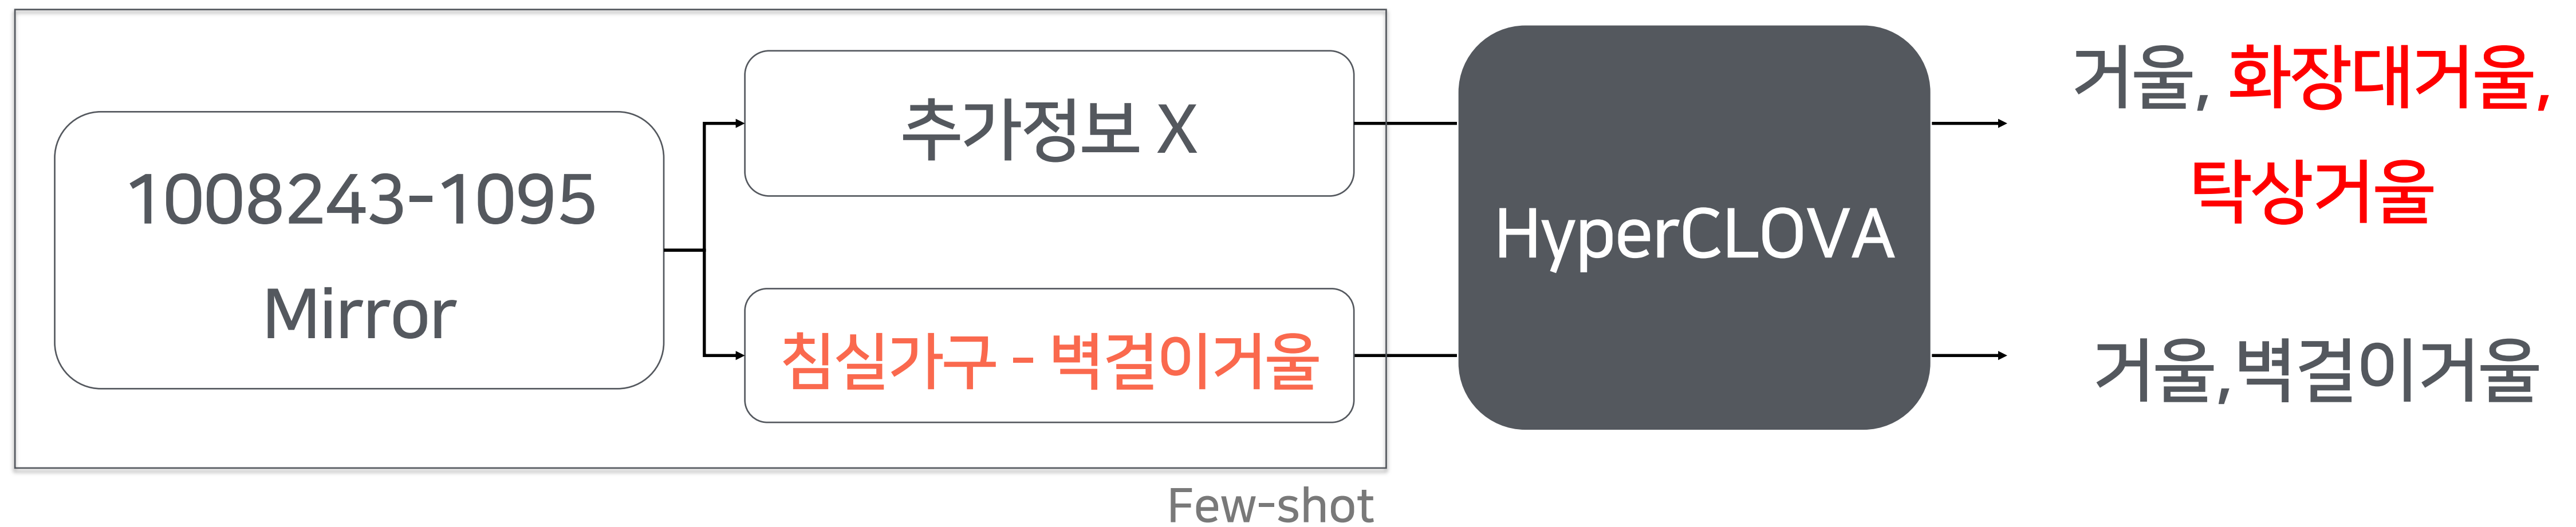 1008243-1095
Mirror
추가정보 X
침실가구 - 벽걸이거울
Few-shot
HyperCLOVA
거울, 화장대거울,
탁상거울
거울,벽걸이거울